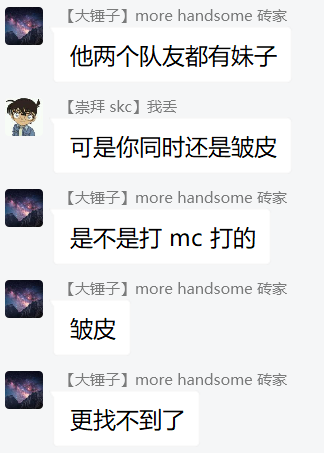 【大锤子】more handsome 砖家
他两个队友都有妹子
【崇拜 skc】我丢
可是你同时还是皱皮
【大锤子】more handsome 砖家
是不是打 mc 打的
【大锤子】more handsome 砖家
皱皮
【大锤子】more handsome 砖家
更找不到了